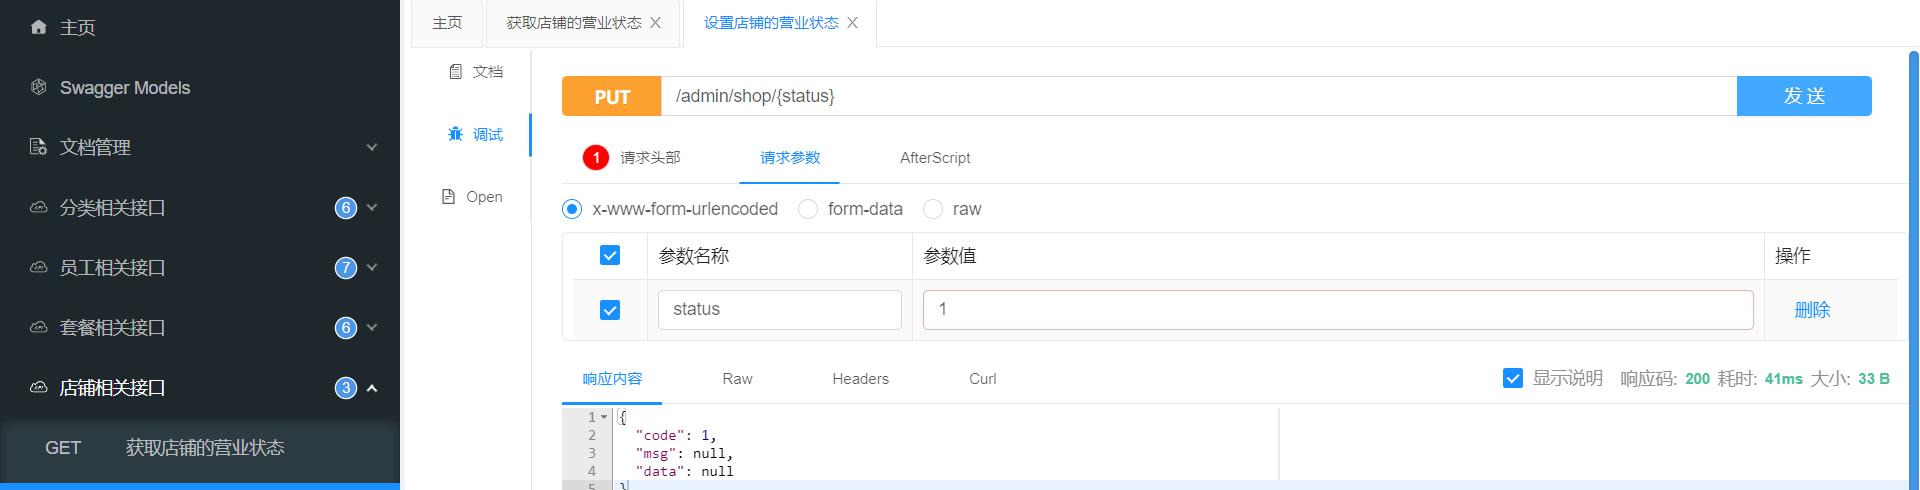 主页
Swagger Models
文档管理
分类相关接口 6
员工相关接口 7
套餐相关接口 6
店铺相关接口 3
GET 获取店铺的营业状态
主页 获取店铺的营业状态 设置店铺的营业状态
文档
调试
Open
PUT /admin/shop/{status} 发 送
1 请求头部 请求参数 AfterScript
x-www-form-urlencoded form-data raw
参数名称 参数值 操作
status 1 删除
响应内容 Raw Headers Curl 显示说明 响应码: 200 耗时: 41ms 大小: 33 B
1 {
2 "code": 1,
3 "msg": null,
4 "data": null
5 }